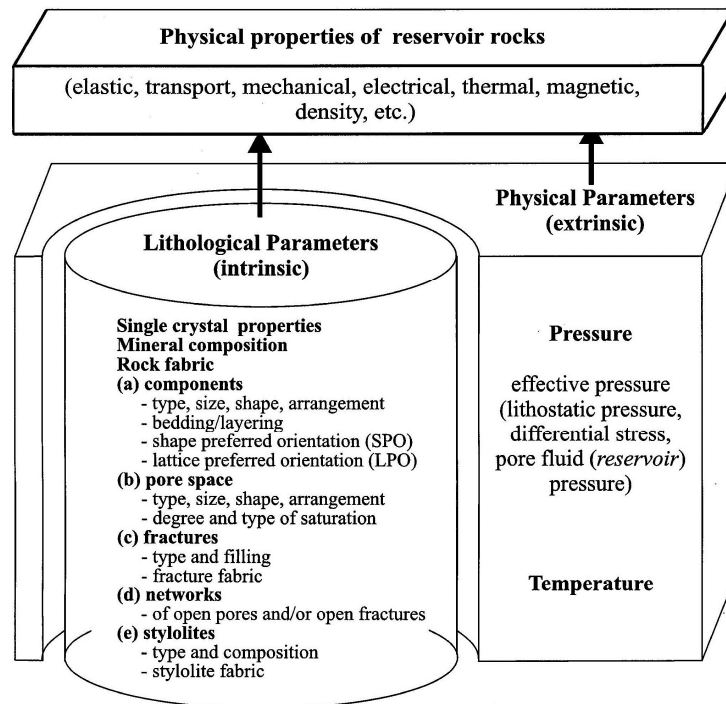 Physical properties of reservoir rocks
(elastic, transport, mechanical, electrical, thermal, magnetic,
density, etc.)
Physical Parameters
(extrinsic)
Lithological Parameters
(intrinsic)
Single crystal properties
Mineral composition
Rock fabric
(a) components
- type, size, shape, arrangement
- bedding/layering
- shape preferred orientation (SPO)
- lattice preferred orientation (LPO)
(b) pore space
- type, size, shape, arrangement
- degree and type of saturation
(c) fractures
- type and filling
- fracture fabric
(d) networks
- of open pores and/or open fractures
(e) stylolites
- type and composition
- stylolite fabric
Pressure
effective pressure
(lithostatic pressure,
differential stress,
pore fluid (reservoir)
pressure)
Temperature